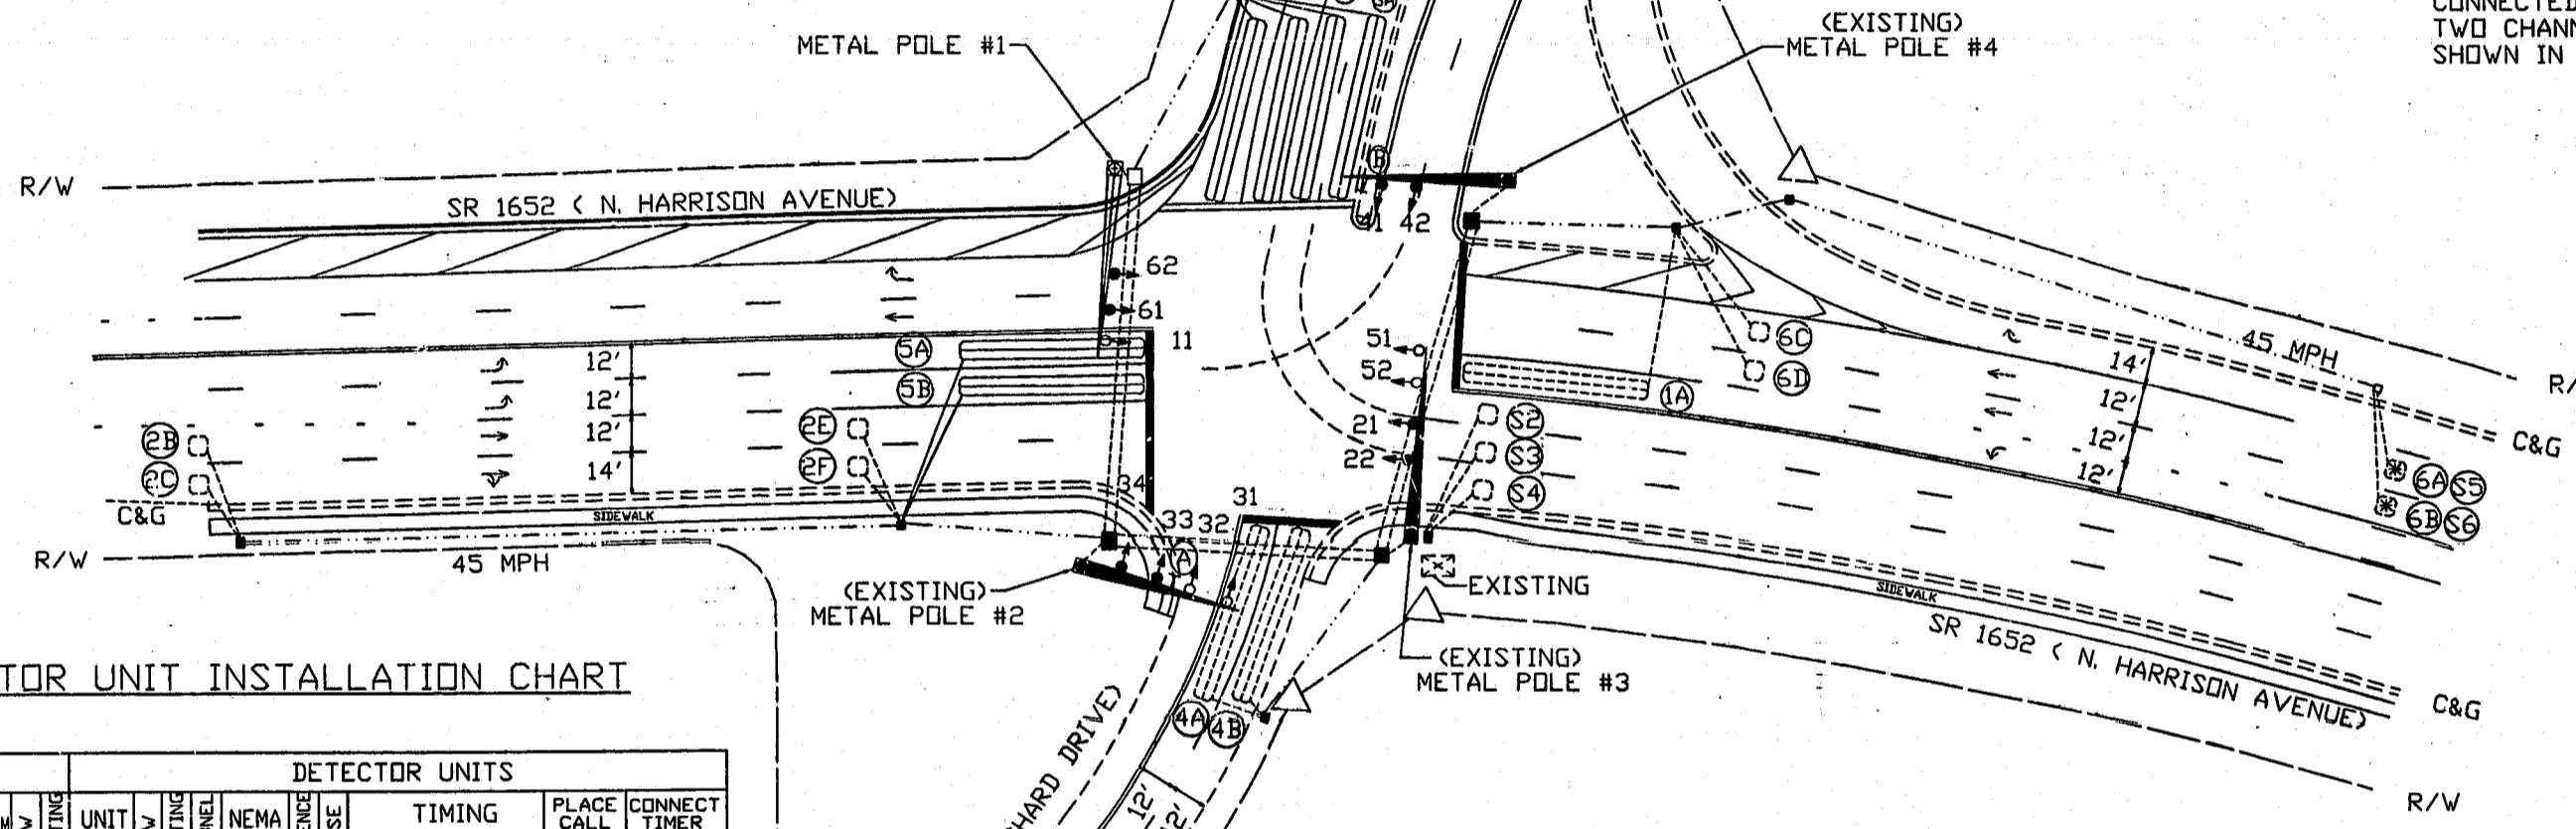 CONNECTED
TWO CHANN
SHOWN IN
METAL POLE #1
(EXISTING)
METAL POLE #4
R/W
SR 1652 ( N. HARRISON AVENUE)
B
41 42
62
61
11
51
52
21
22
5A
5B
12'
12'
12'
14'
2B
2C
2E
2F
6C
6D
1A
S2
S3
S4
45 MPH
14'
12'
12'
12'
R/
C&G
6A S5
6B S6
C&G
SIDEWALK
R/W
45 MPH
34
33 32
31
A
(EXISTING)
METAL POLE #2
EXISTING
(EXISTING)
METAL POLE #3
SIDEWALK
SR 1652 ( N. HARRISON AVENUE)
C&G
R/W
4A 4B
HARD DRIVE)
12'
12'
TOR UNIT INSTALLATION CHART
DETECTOR UNITS
UNIT
NEMA
TIMING
PLACE
CALL
CONNECT
TIMER